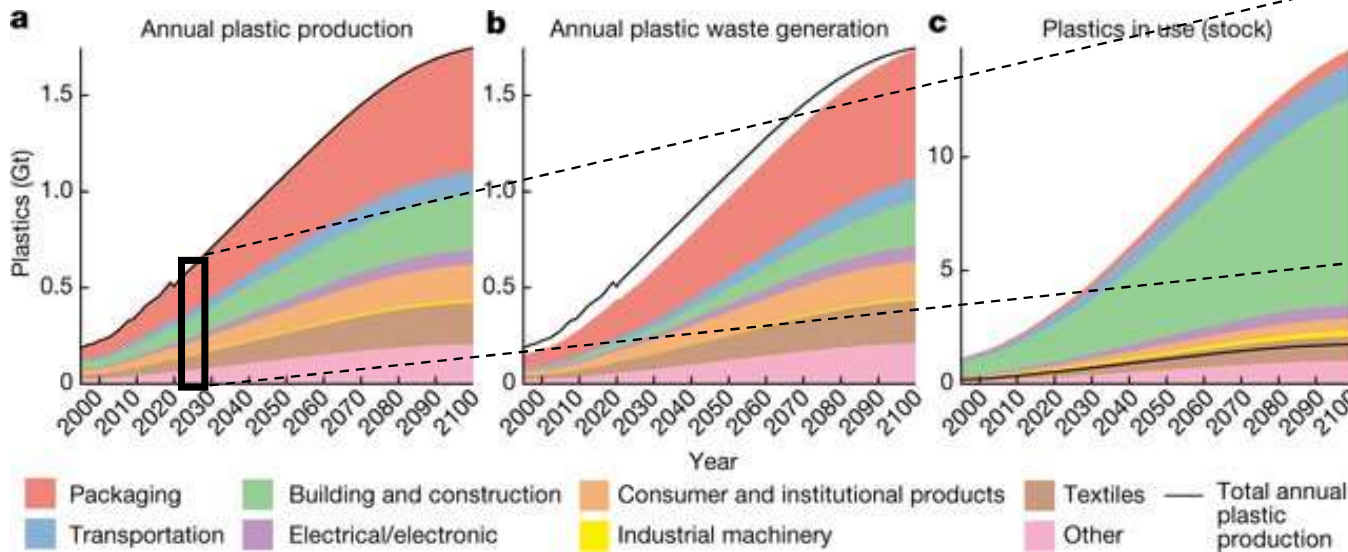 a Annual plastic production
b Annual plastic waste generation
c Plastics in use (stock)
Plastics (Gt)
1.5
1.0
0.5
0
2000 2010 2020 2030 2040 2050 2060 2070 2080 2090 2100
1.5
1.0
0.5
0
2000 2010 2020 2030 2040 2050 2060 2070 2080 2090 2100
10
5
0
2000 2010 2020 2030 2040 2050 2060 2070 2080 2090 2100
Year
Packaging
Building and construction
Consumer and institutional products
Textiles
Total annual
plastic
production
Transportation
Electrical/electronic
Industrial machinery
Other